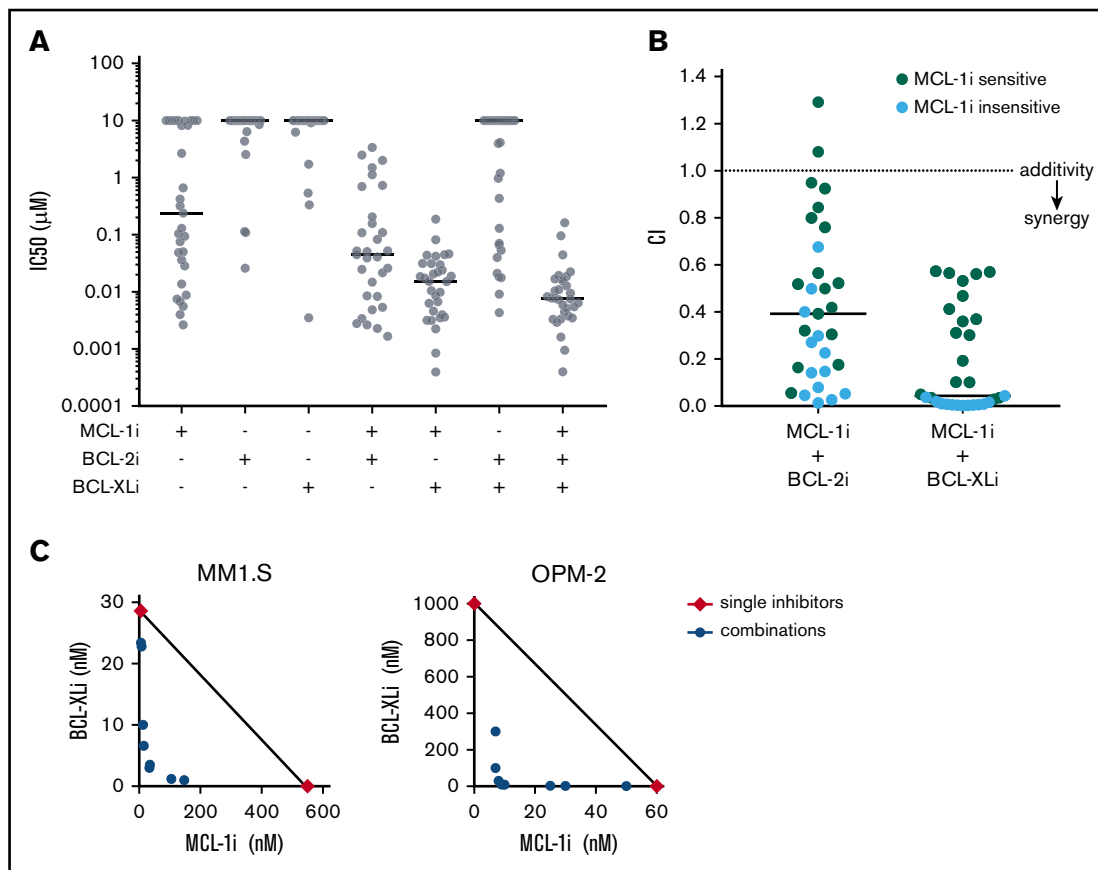 A
IC50 (μM)
100
10
1
0.1
0.01
0.001
0.0001
MCL-1i + - - + + - +
BCL-2i - + - + - + +
BCL-XLi - - + - + + +
B
CI
1.4
1.2
1.0
0.8
0.6
0.4
0.2
0.0
MCL-1i sensitive
MCL-1i insensitive
additivity
synergy
MCL-1i
+
BCL-2i
MCL-1i
+
BCL-XLi
C
MM1.S
BCL-XLi (nM)
30
20
10
0
0 200 400 600
MCL-1i (nM)
OPM-2
BCL-XLi (nM)
1000
800
600
400
200
0
0 20 40 60
MCL-1i (nM)
single inhibitors
combinations